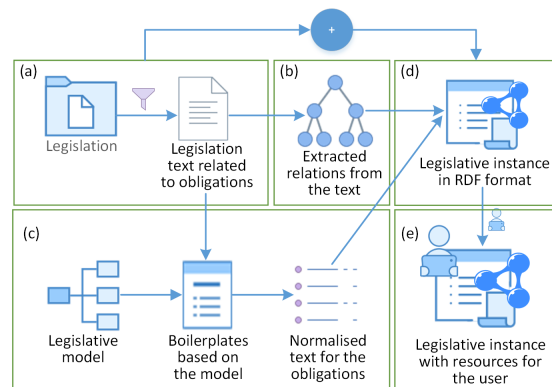 +
(a)
Legislation
Legislation
text related
to obligations
(b)
Extracted
relations from
the text
(d)
Legislative instance
in RDF format
(c)
Legislative
model
Boilerplates
based on
the model
Normalised
text for the
obligations
(e)
Legislative instance
with resources for
the user